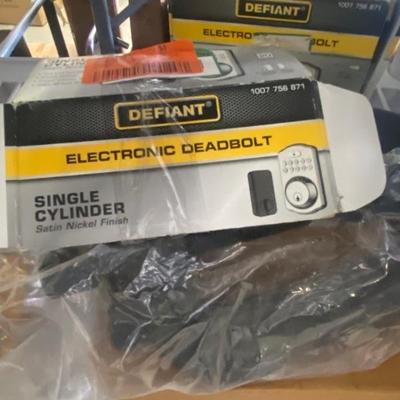 DEFIANT®
1007 756 871
ELECTRONIC DEADBOLT
DEFIANT®
1007 756 871
ELECTRONIC DEADBOLT
SINGLE
CYLINDER
Satin Nickel Finish